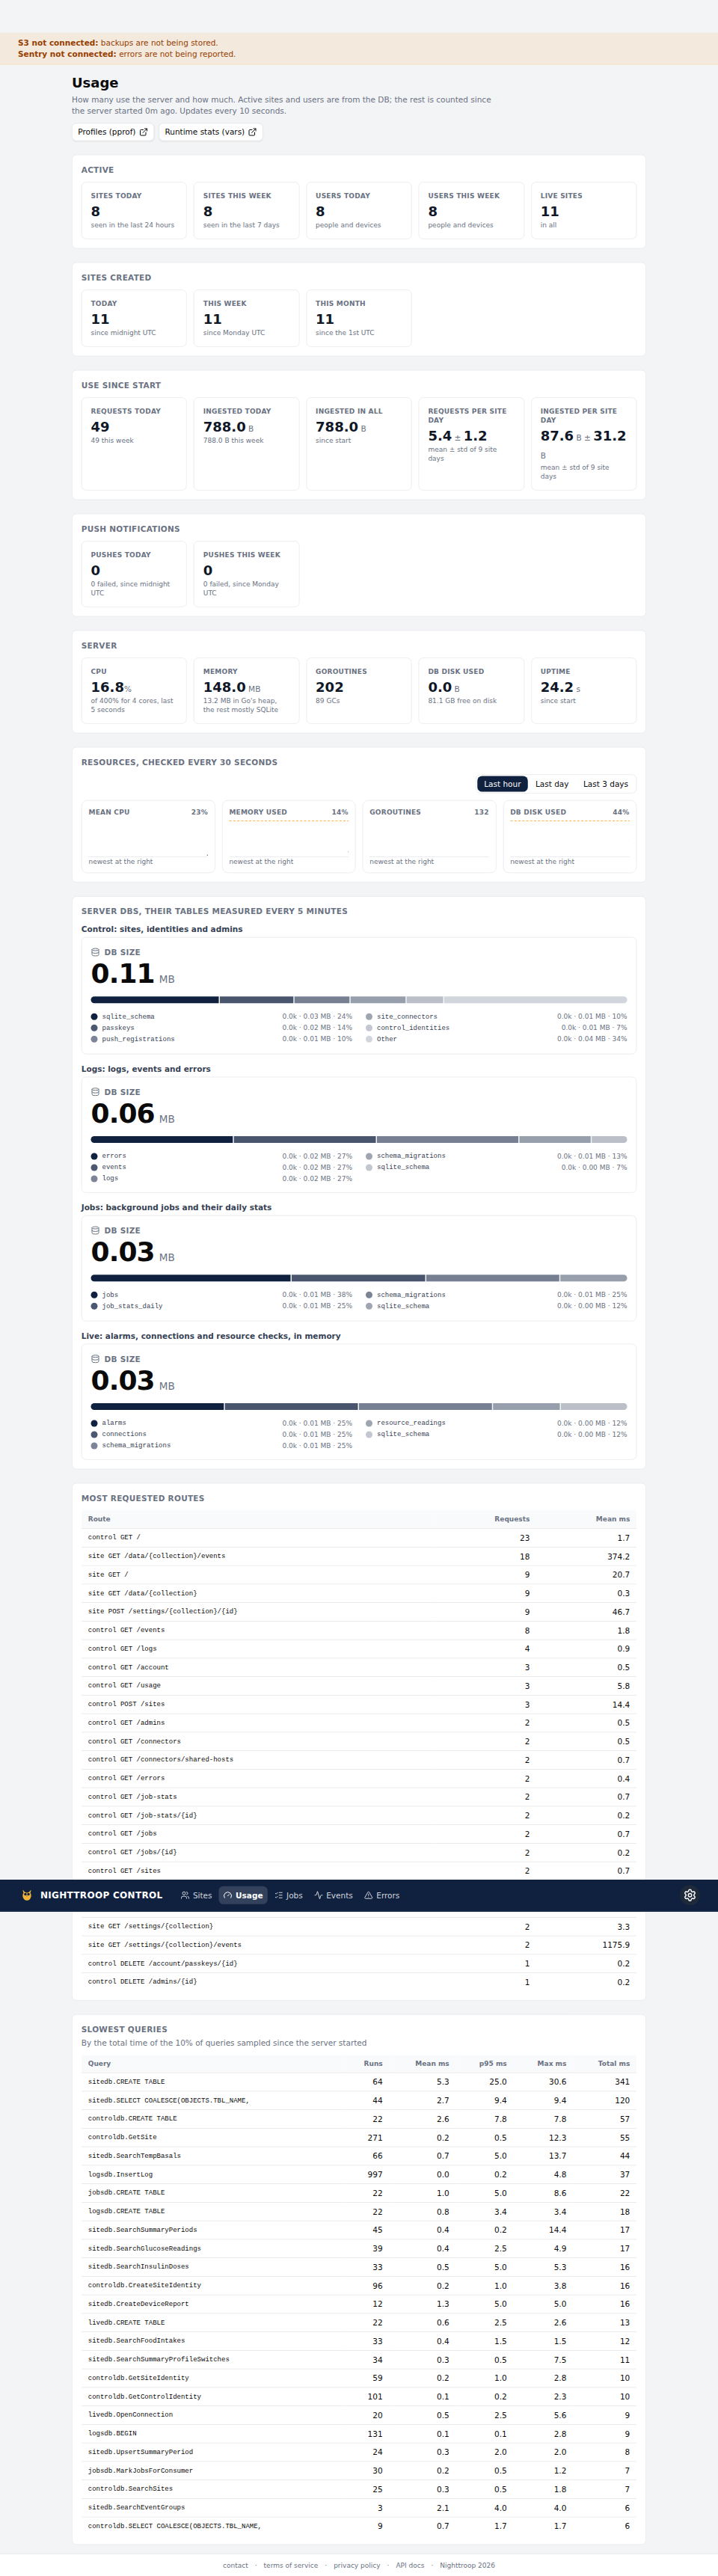 S3 not connected: backups are not being stored.
Sentry not connected: errors are not being reported.
Usage
How many use the server and how much. Active sites and users are from the DB; the rest is counted since
the server started 0m ago. Updates every 10 seconds.
Profiles (pprof) Runtime stats (vars)
ACTIVE
SITES TODAY
8
seen in the last 24 hours
SITES THIS WEEK
8
seen in the last 7 days
USERS TODAY
8
people and devices
USERS THIS WEEK
8
people and devices
LIVE SITES
11
in all
SITES CREATED
TODAY
11
since midnight UTC
THIS WEEK
11
since Monday UTC
THIS MONTH
11
since the 1st UTC
USE SINCE START
REQUESTS TODAY
49
49 this week
INGESTED TODAY
788.0 B
788.0 B this week
INGESTED IN ALL
788.0 B
since start
REQUESTS PER SITE
DAY
5.4 ± 1.2
mean ± std of 9 site
days
INGESTED PER SITE
DAY
87.6 B ± 31.2
B
mean ± std of 9 site
days
PUSH NOTIFICATIONS
PUSHES TODAY
0
0 failed, since midnight
UTC
PUSHES THIS WEEK
0
0 failed, since Monday
UTC
SERVER
CPU
16.8%
of 400% for 4 cores, last
5 seconds
MEMORY
148.0 MB
13.2 MB in Go's heap,
the rest mostly SQLite
GOROUTINES
202
89 GCs
DB DISK USED
0.0 B
81.1 GB free on disk
UPTIME
24.2 s
since start
RESOURCES, CHECKED EVERY 30 SECONDS
Last hour Last day Last 3 days
MEAN CPU 23%
newest at the right
MEMORY USED 14%
newest at the right
GOROUTINES 132
newest at the right
DB DISK USED 44%
newest at the right
SERVER DBS, THEIR TABLES MEASURED EVERY 5 MINUTES
Control: sites, identities and admins
DB SIZE
0.11 MB
sqlite_schema 0.0k · 0.03 MB · 24%
passkeys 0.0k · 0.02 MB · 14%
push_registrations 0.0k · 0.01 MB · 10%
site_connectors 0.0k · 0.01 MB · 10%
control_identities 0.0k · 0.01 MB · 7%
Other 0.0k · 0.04 MB · 34%
Logs: logs, events and errors
DB SIZE
0.06 MB
errors 0.0k · 0.02 MB · 27%
events 0.0k · 0.02 MB · 27%
logs 0.0k · 0.02 MB · 27%
schema_migrations 0.0k · 0.01 MB · 13%
sqlite_schema 0.0k · 0.00 MB · 7%
Jobs: background jobs and their daily stats
DB SIZE
0.03 MB
jobs 0.0k · 0.01 MB · 38%
job_stats_daily 0.0k · 0.01 MB · 25%
schema_migrations 0.0k · 0.01 MB · 25%
sqlite_schema 0.0k · 0.00 MB · 12%
Live: alarms, connections and resource checks, in memory
DB SIZE
0.03 MB
alarms 0.0k · 0.01 MB · 25%
connections 0.0k · 0.01 MB · 25%
schema_migrations 0.0k · 0.01 MB · 25%
resource_readings 0.0k · 0.00 MB · 12%
sqlite_schema 0.0k · 0.00 MB · 12%
MOST REQUESTED ROUTES
Route Requests Mean ms
control GET / 23 1.7
site GET /data/{collection}/events 18 374.2
site GET / 9 20.7
site GET /data/{collection} 9 0.3
site POST /settings/{collection}/{id} 9 46.7
control GET /events 8 1.8
control GET /logs 4 0.9
control GET /account 3 0.5
control GET /usage 3 5.8
control POST /sites 3 14.4
control GET /admins 2 0.5
control GET /connectors 2 0.5
control GET /connectors/shared-hosts 2 0.7
control GET /errors 2 0.4
control GET /job-stats 2 0.7
control GET /job-stats/{id} 2 0.2
control GET /jobs 2 0.7
control GET /jobs/{id} 2 0.2
control GET /sites 2 0.7
NIGHTTROOP CONTROL Sites Usage Jobs Events Errors
site GET /settings/{collection} 2 3.3
site GET /settings/{collection}/events 2 1175.9
control DELETE /account/passkeys/{id} 1 0.2
control DELETE /admins/{id} 1 0.2
SLOWEST QUERIES
By the total time of the 10% of queries sampled since the server started
Query Runs Mean ms p95 ms Max ms Total ms
sitedb.CREATE TABLE 64 5.3 25.0 30.6 341
sitedb.SELECT COALESCE(OBJECTS.TBL_NAME, 44 2.7 9.4 9.4 120
controldb.CREATE TABLE 22 2.6 7.8 7.8 57
controldb.GetSite 271 0.2 0.5 12.3 55
sitedb.SearchTempBasals 66 0.7 5.0 13.7 44
logsdb.InsertLog 997 0.0 0.2 4.8 37
jobsdb.CREATE TABLE 22 1.0 5.0 8.6 22
logsdb.CREATE TABLE 22 0.8 3.4 3.4 18
sitedb.SearchSummaryPeriods 45 0.4 0.2 14.4 17
sitedb.SearchGlucoseReadings 39 0.4 2.5 4.9 17
sitedb.SearchInsulinDoses 33 0.5 5.0 5.3 16
controldb.CreateSiteIdentity 96 0.2 1.0 3.8 16
sitedb.CreateDeviceReport 12 1.3 5.0 5.0 16
livedb.CREATE TABLE 22 0.6 2.5 2.6 13
sitedb.SearchFoodIntakes 33 0.4 1.5 1.5 12
sitedb.SearchSummaryProfileSwitches 34 0.3 0.5 7.5 11
controldb.GetSiteIdentity 59 0.2 1.0 2.8 10
controldb.GetControlIdentity 101 0.1 0.2 2.3 10
livedb.OpenConnection 20 0.5 2.5 5.6 9
logsdb.BEGIN 131 0.1 0.1 2.8 9
sitedb.UpsertSummaryPeriod 24 0.3 2.0 2.0 8
jobsdb.MarkJobsForConsumer 30 0.2 0.5 1.2 7
controldb.SearchSites 25 0.3 0.5 1.8 7
sitedb.SearchEventGroups 3 2.1 4.0 4.0 6
controldb.SELECT COALESCE(OBJECTS.TBL_NAME, 9 0.7 1.7 1.7 6
contact · terms of service · privacy policy · API docs · Nighttroop 2026